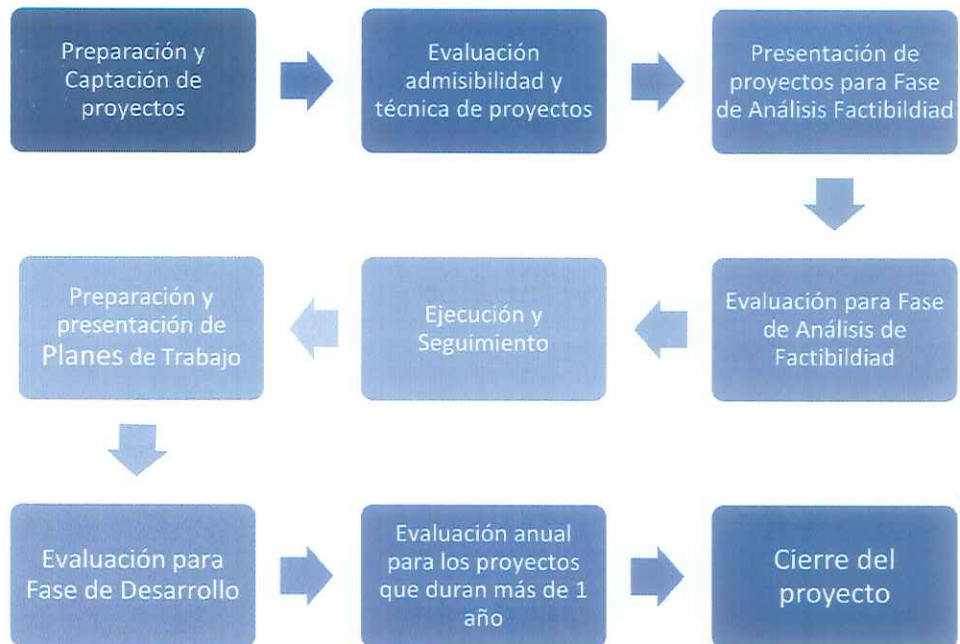 Preparación y
Captación de
proyectos
Evaluación
admisibilidad y
técnica de proyectos
Presentación de
proyectos para Fase
de Análisis Factibildiad
Evaluación para Fase
de Análisis de
Factibildiad
Ejecución y
Seguimiento
Preparación y
presentación de
Planes de Trabajo
Evaluación para
Fase de Desarrollo
Evaluación anual
para los proyectos
que duran más de 1
año
Cierre del
proyecto